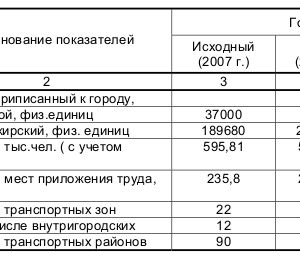 Го
нование показателей
Исходный
(2007 г.)
(2
2
3
риписанный к городу,
ой, физ.единиц
37000
кирский, физ. единиц
189680
2
тыс.чел. ( с учетом
595,81
5
мест приложения труда,
235,8
2
транспортных зон
22
исле внутригородских
12
транспортных районов
90